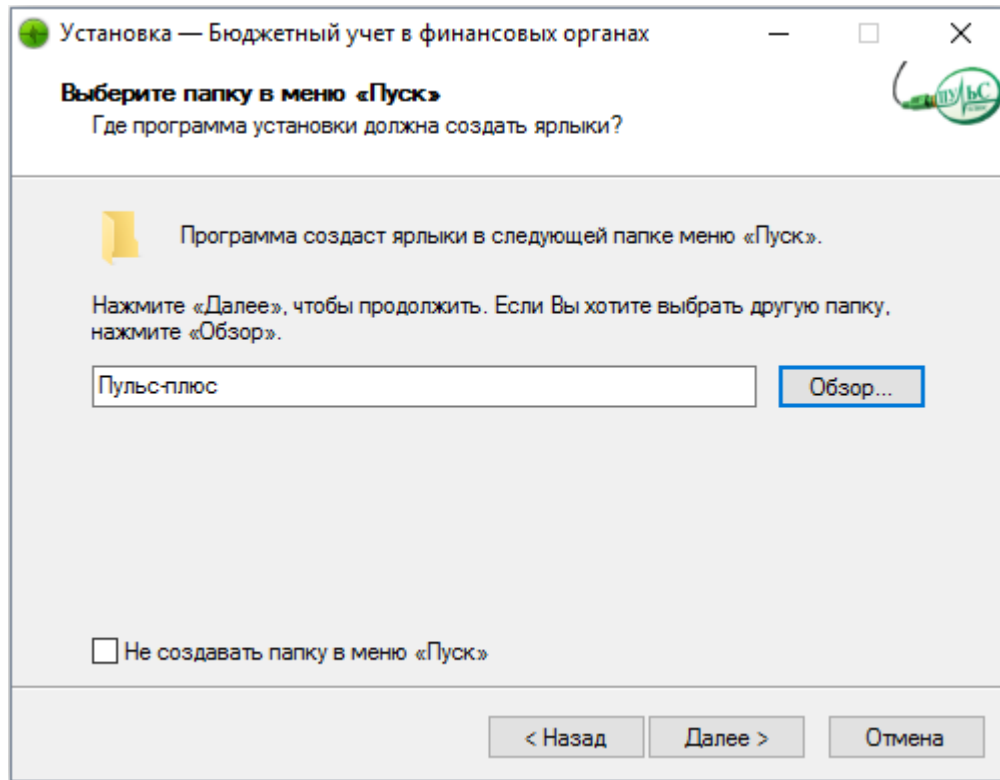 Установка — Бюджетный учет в финансовых органах
Выберите папку в меню «Пуск»
Где программа установки должна создать ярлыки?
ПУЛЬС
Программа создаст ярлыки в следующей папке меню «Пуск».
Нажмите «Далее», чтобы продолжить. Если Вы хотите выбрать другую папку,
нажмите «Обзор».
Пульс-плюс
Обзор...
Не создавать папку в меню «Пуск»
< Назад
Далее >
Отмена